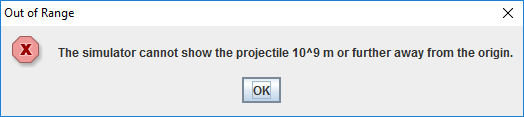 Out of Range
The simulator cannot show the projectile 10^9 m or further away from the origin.
OK